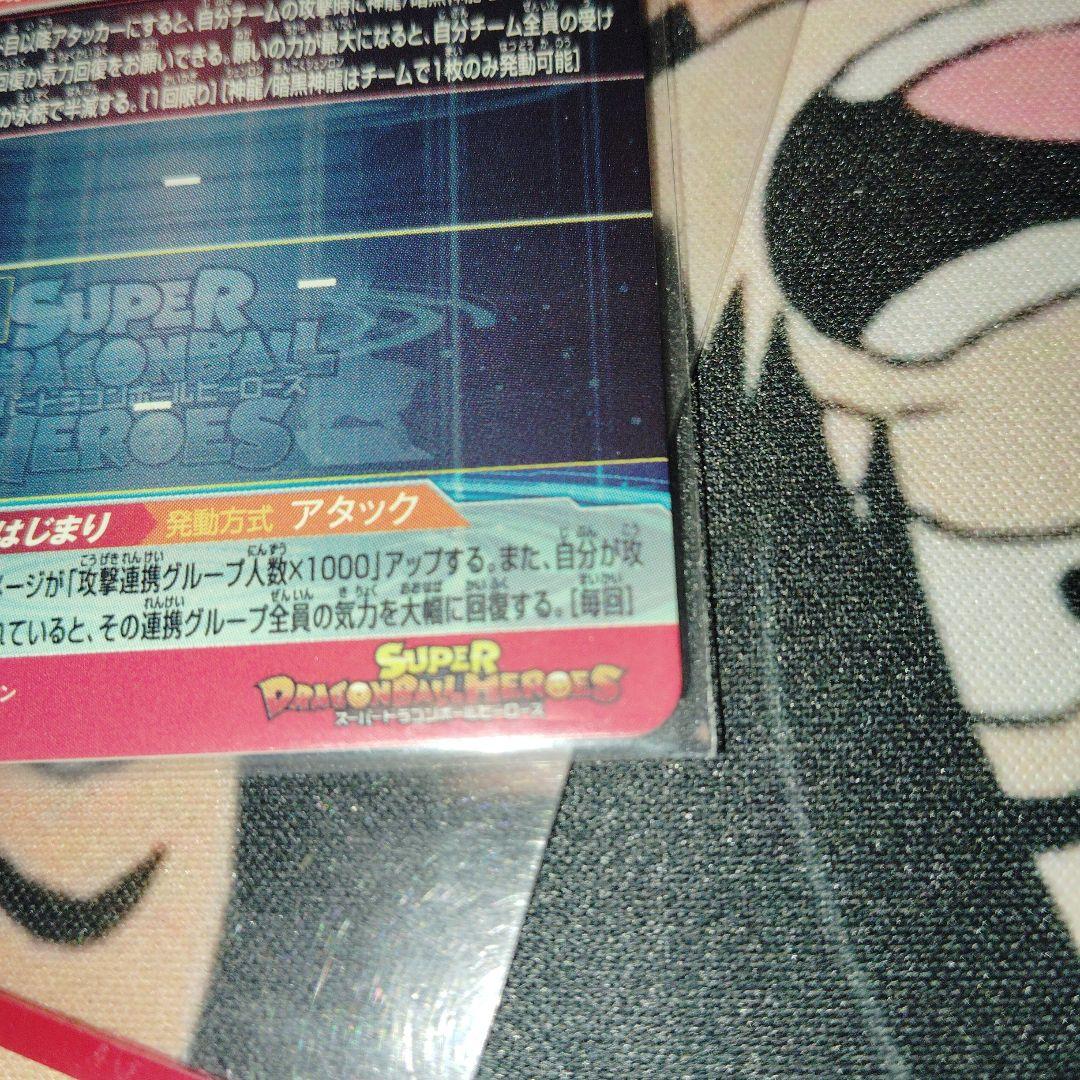 目以降アタッカーにすると、自分チームの攻撃時に神龍/暗黒神龍
回復か気力回復をお願いできる。願いの力が最大になると、自分チーム全員の受け
が永続で半減する。[1回限り][神龍/暗黒神龍はチームで1枚のみ発動可能]
SUPER
DRAGONBALL
ーパードラゴンボールヒーローズ
HEROES
はじまり 発動方式 アタック
メージが「攻撃連携グループ人数×1000」アップする。また、自分が攻
れていると、その連携グループ全員の気力を大幅に回復する。[毎回]
SUPER
DRAGONBALL HEROES
スーパードラゴンボールヒーローズ
ン